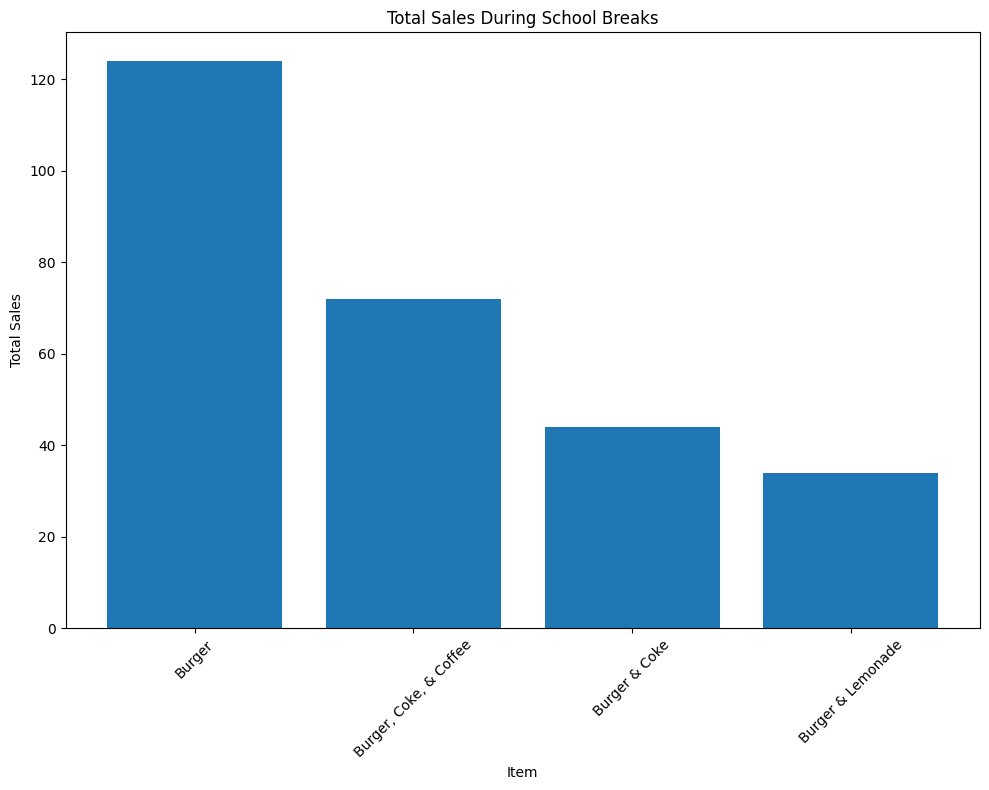 Total Sales During School Breaks
Total Sales
120
100
80
60
40
20
0
Burger
Burger, Coke, & Coffee
Burger & Coke
Burger & Lemonade
Item